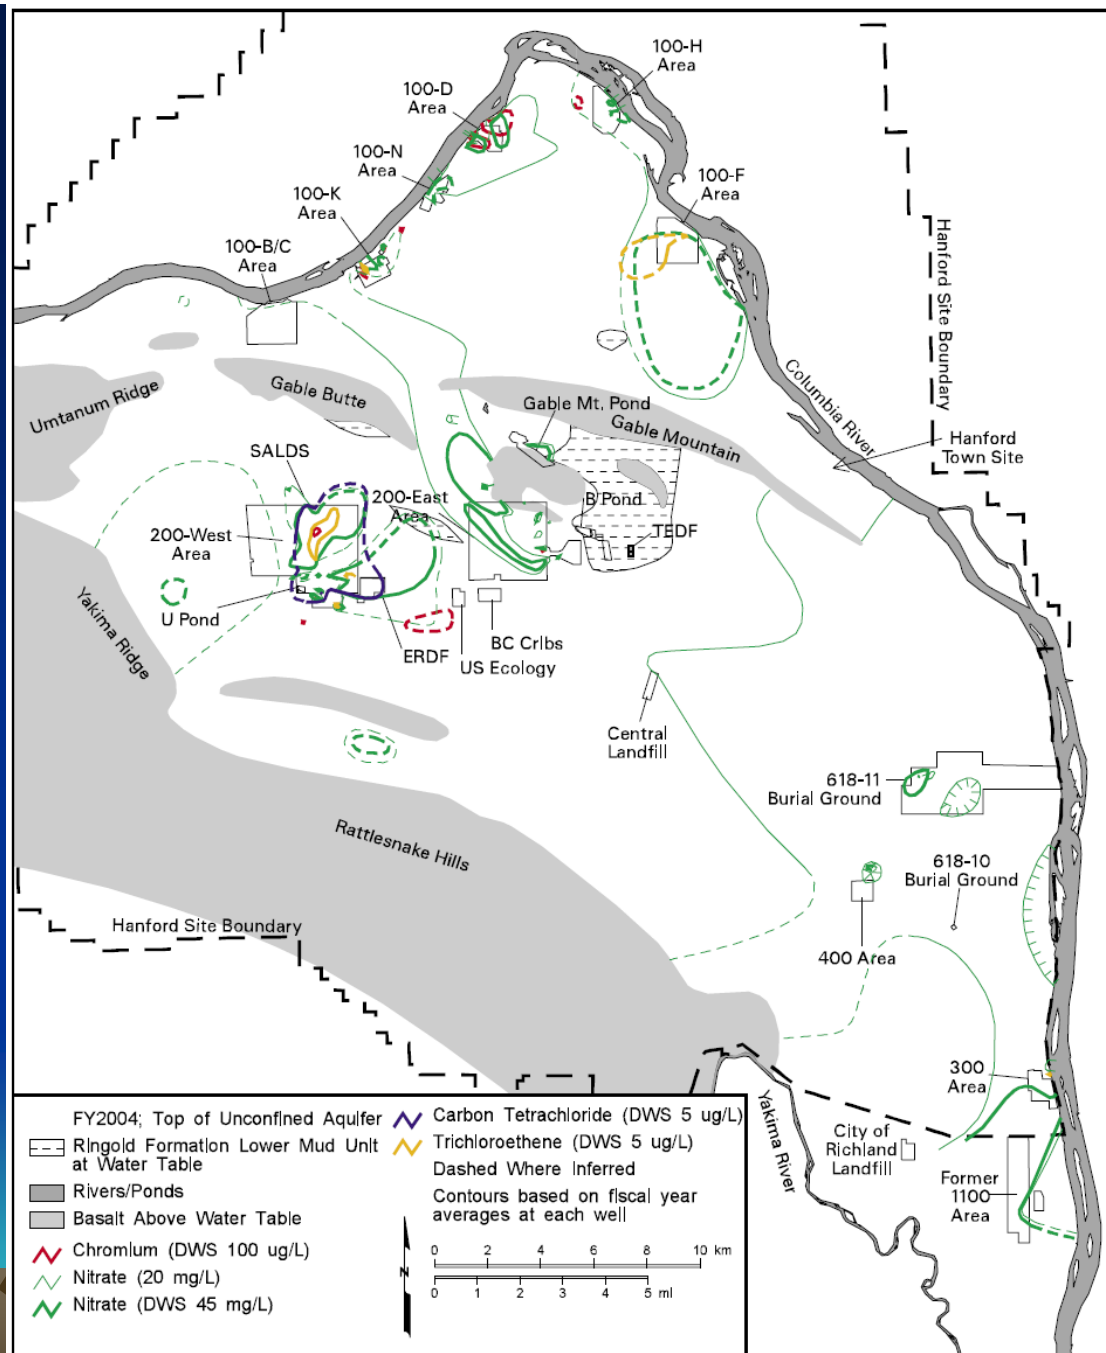 100-H
Area
100-D
Area
100-N
Area
100-F
Area
100-K
Area
100-B/C
Area
Hanford Site Boundary
Columbia River
Umtanum Ridge
Gable Butte
Gable Mt. Pond
Gable Mountain
Hanford
Town Site
SALDS
200-East
Area
B Pond
200-West
Area
TEDF
U Pond
Yakima Ridge
ERDF
BC Cribs
US Ecology
Central
Landfill
618-11
Burial Ground
Rattlesnake Hills
618-10
Burial Ground
Hanford Site Boundary
400 Area
300
Area
Yakima River
City of
Richland
Landfill
Former
1100
Area
FY2004; Top of Unconfined Aquifer
Ringold Formation Lower Mud Unit
at Water Table
Rivers/Ponds
Basalt Above Water Table
Chromium (DWS 100 ug/L)
Nitrate (20 mg/L)
Nitrate (DWS 45 mg/L)
Carbon Tetrachloride (DWS 5 ug/L)
Trichloroethene (DWS 5 ug/L)
Dashed Where Inferred
Contours based on fiscal year
averages at each well
0 2 4 6 8 10 km
0 1 2 3 4 5 mi
N